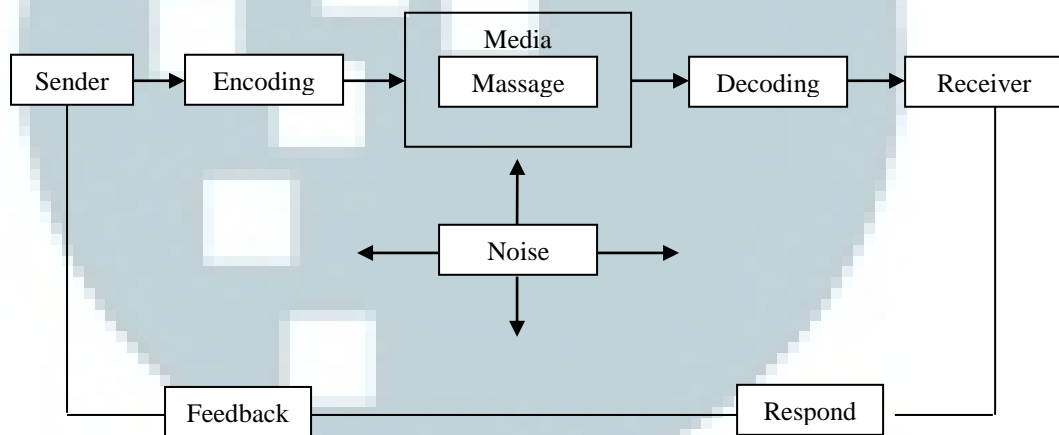 Media
Sender
Encoding
Massage
Decoding
Receiver
Noise
Feedback
Respond